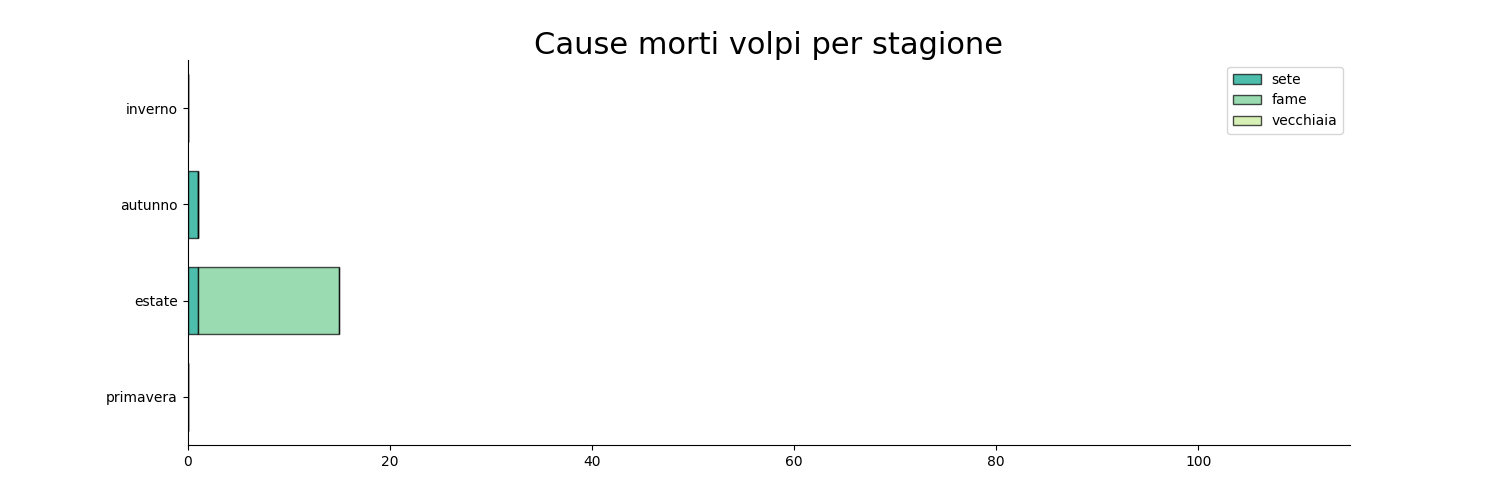 Cause morti volpi per stagione
sete
fame
vecchiaia
inverno
autunno
estate
primavera
0 20 40 60 80 100